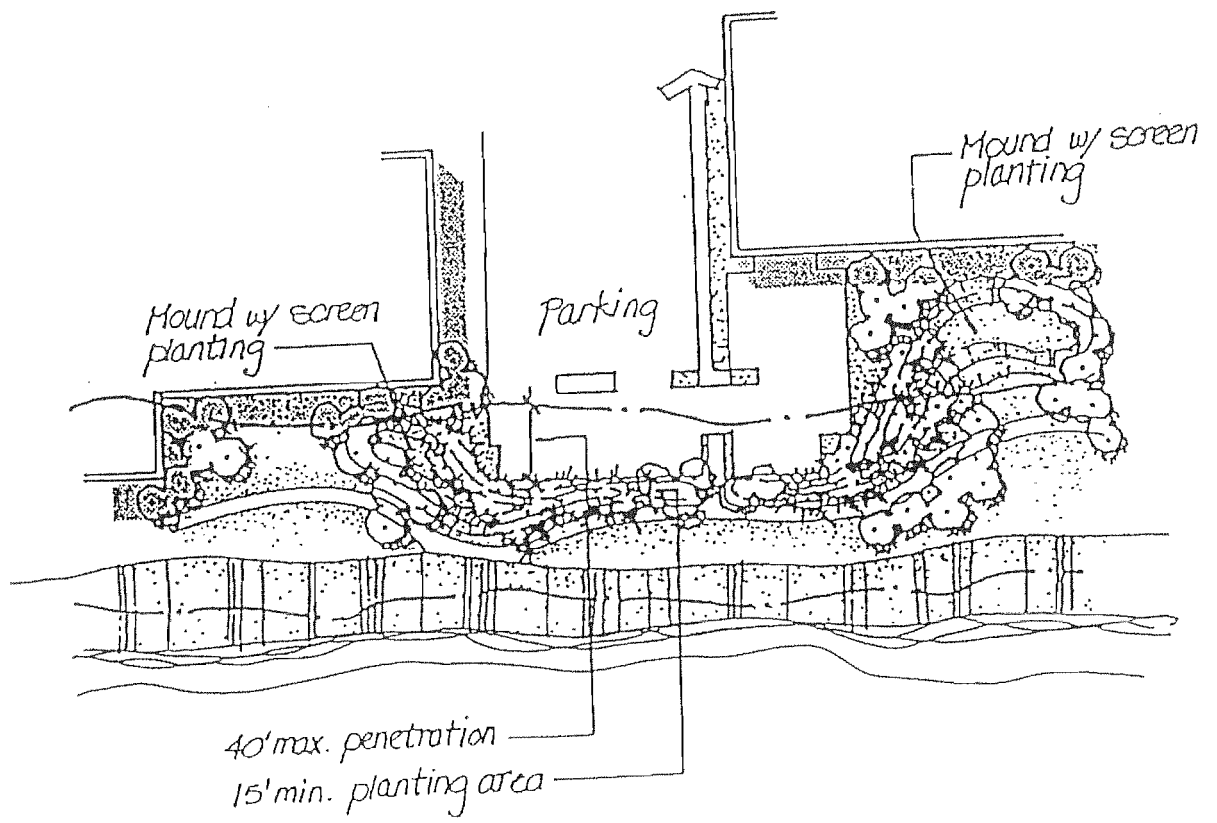 Mound w/ screen
planting
Parking
Mound w/ screen
planting
40' max. penetration
15' min. planting area